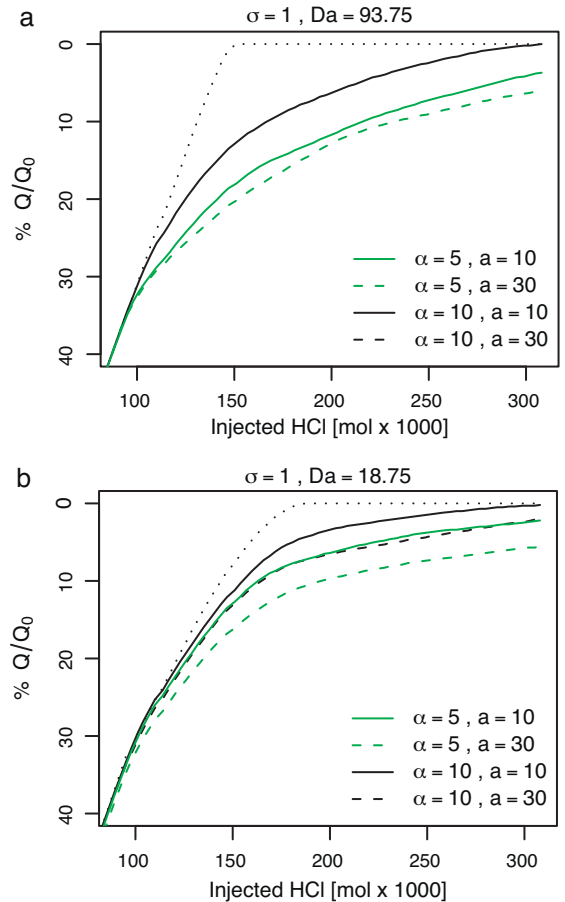 a
σ = 1 , Da = 93.75
0
10
20
30
40
% Q/Q₀
α = 5 , a = 10
α = 5 , a = 30
α = 10 , a = 10
α = 10 , a = 30
100 150 200 250 300
Injected HCl [mol x 1000]
b
σ = 1 , Da = 18.75
0
10
20
30
40
% Q/Q₀
α = 5 , a = 10
α = 5 , a = 30
α = 10 , a = 10
α = 10 , a = 30
100 150 200 250 300
Injected HCl [mol x 1000]